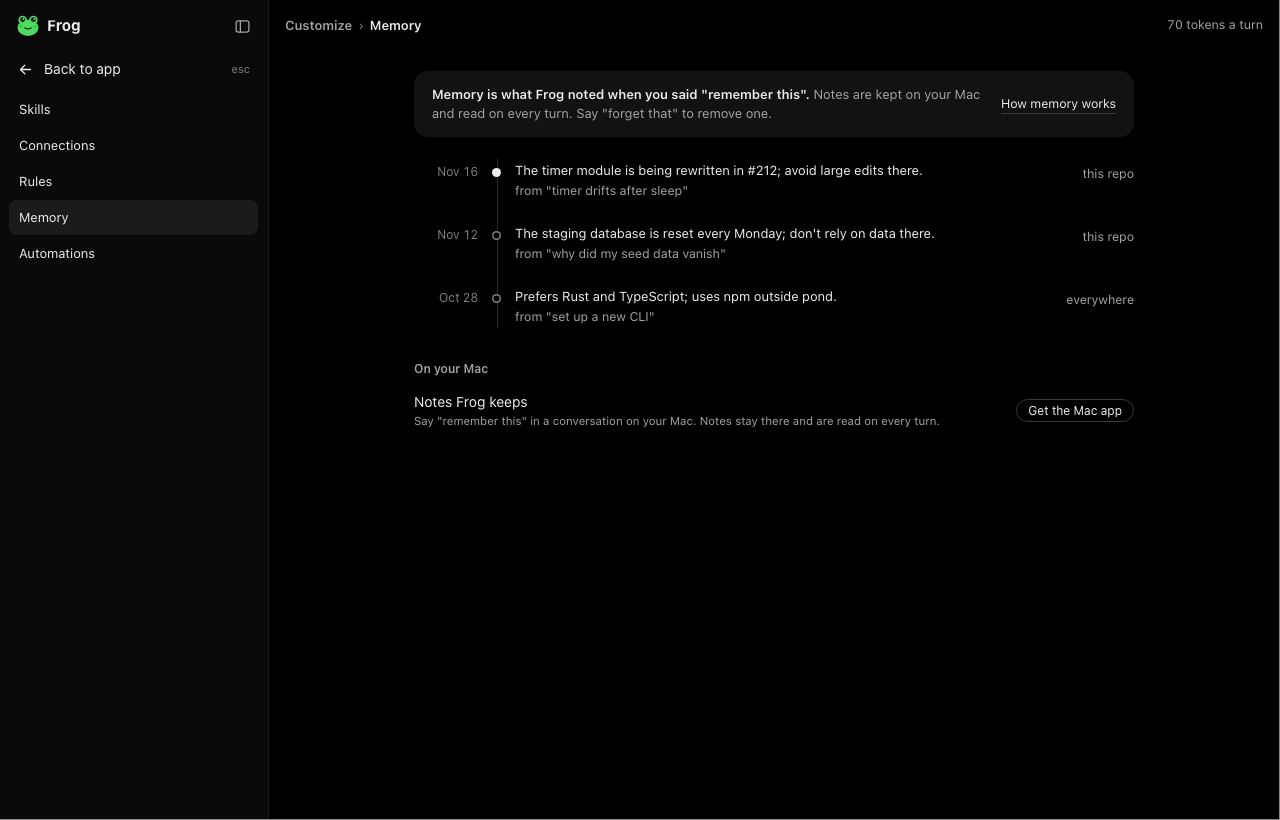 Frog
Back to app
esc
Skills
Connections
Rules
Memory
Automations
Customize › Memory
70 tokens a turn
Memory is what Frog noted when you said "remember this". Notes are kept on your Mac
and read on every turn. Say "forget that" to remove one.
How memory works
Nov 16
The timer module is being rewritten in #212; avoid large edits there.
from "timer drifts after sleep"
this repo
Nov 12
The staging database is reset every Monday; don't rely on data there.
from "why did my seed data vanish"
this repo
Oct 28
Prefers Rust and TypeScript; uses npm outside pond.
from "set up a new CLI"
everywhere
On your Mac
Notes Frog keeps
Say "remember this" in a conversation on your Mac. Notes stay there and are read on every turn.
Get the Mac app